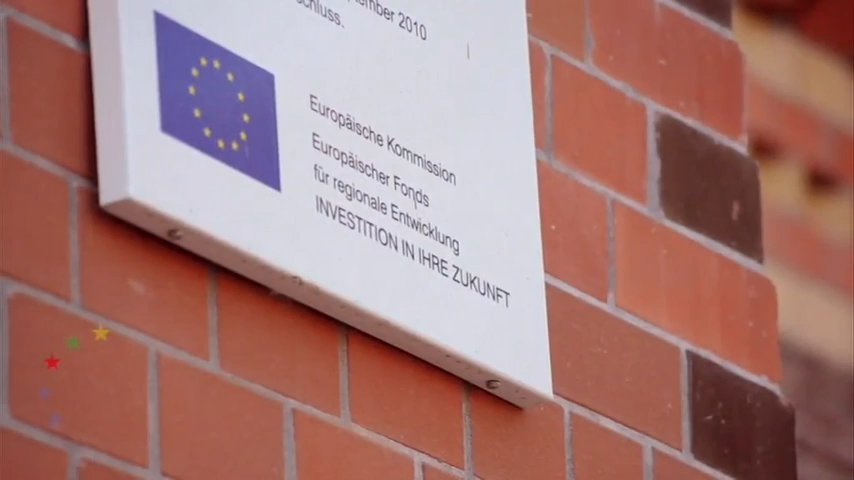 2010
Europäische Kommission
Europäischer Fonds
für regionale Entwicklung
INVESTITION IN IHRE ZUKUNFT